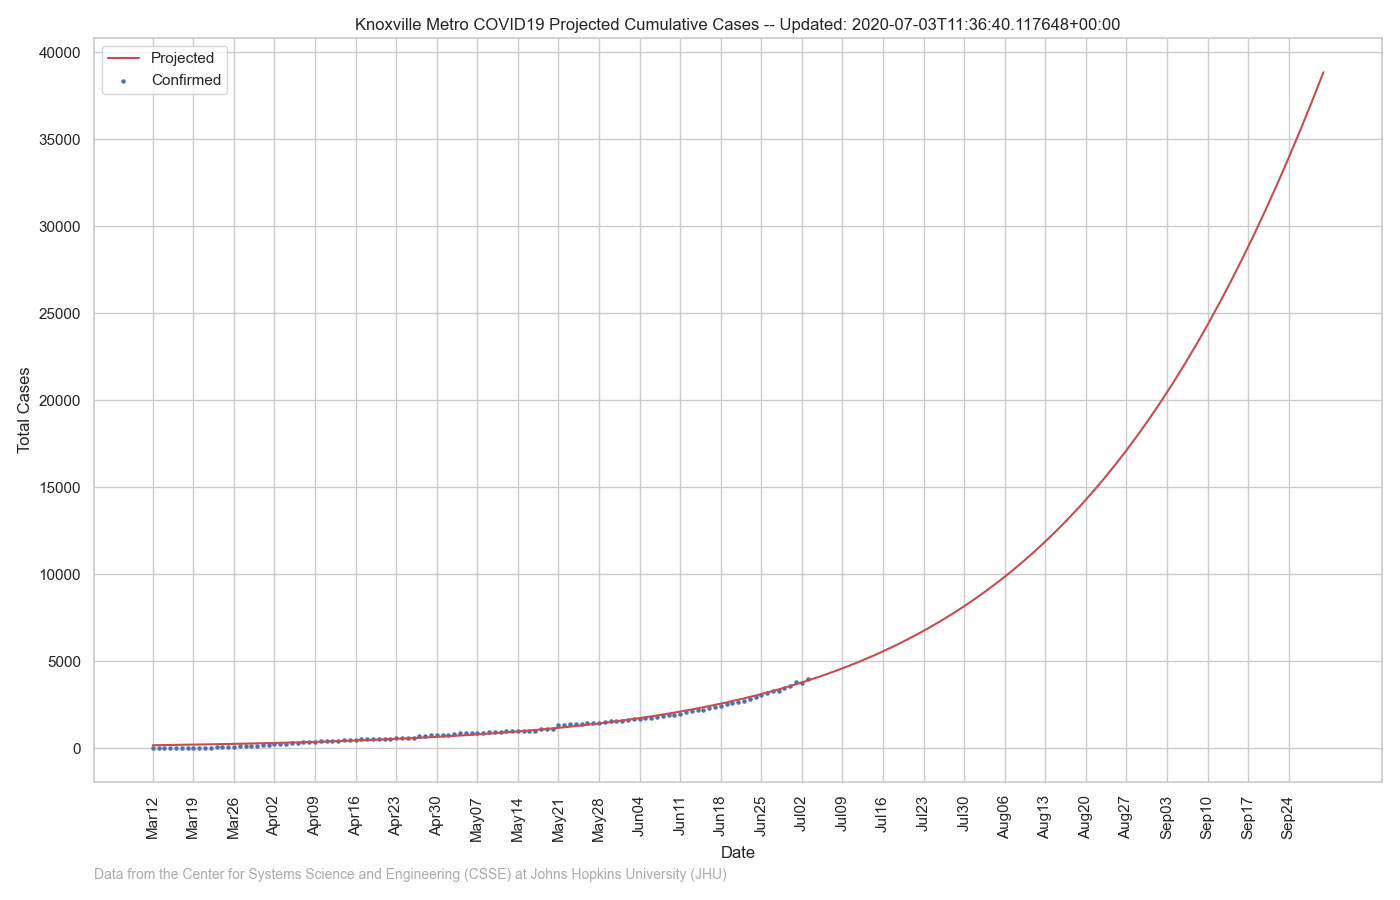 Knoxville Metro COVID19 Projected Cumulative Cases -- Updated: 2020-07-03T11:36:40.117648+00:00
Projected
Confirmed
Total Cases
40000
35000
30000
25000
20000
15000
10000
5000
0
Mar12
Mar19
Mar26
Apr02
Apr09
Apr16
Apr23
Apr30
May07
May14
May21
May28
Jun04
Jun11
Jun18
Jun25
Jul02
Jul09
Jul16
Jul23
Jul30
Aug06
Aug13
Aug20
Aug27
Sep03
Sep10
Sep17
Sep24
Date
Data from the Center for Systems Science and Engineering (CSSE) at Johns Hopkins University (JHU)